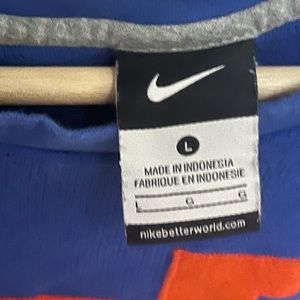 L
MADE IN INDONESIA
FABRIQUE EN INDONESIE
L G G
nikebetterworld.com